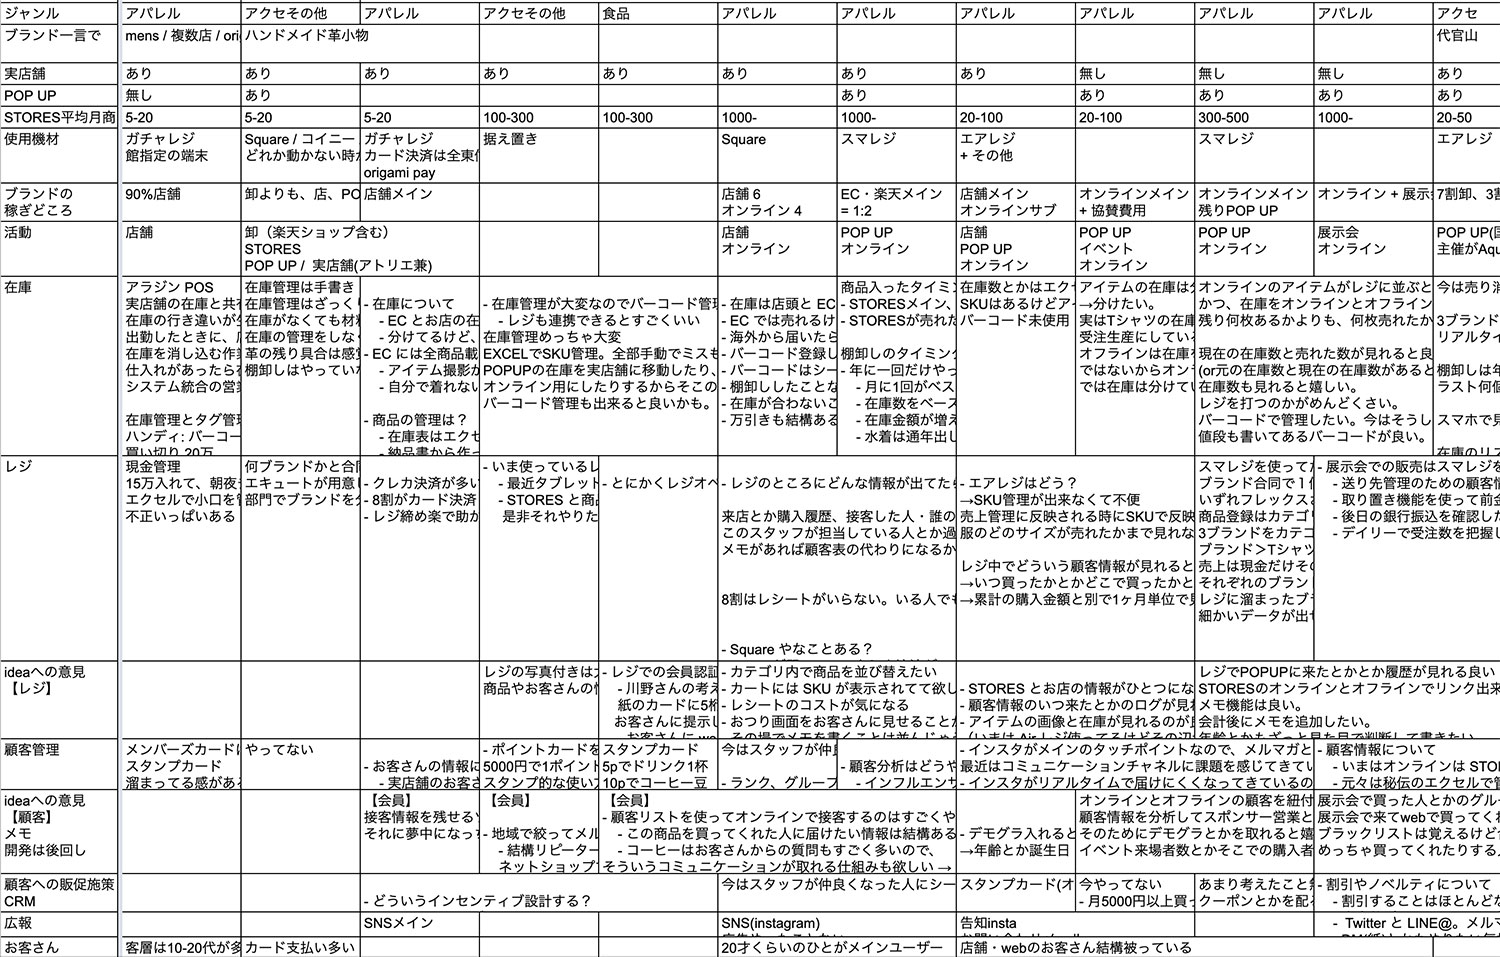 ジャンル アパレル アクセその他 アパレル アクセその他 食品 アパレル アパレル アパレル アパレル アパレル アパレル アクセ
ブランド一言で mens / 複数店 / ori ハンドメイド革小物 代官山
実店舗 あり あり あり あり あり あり あり あり 無し 無し 無し あり
POP UP 無し あり あり あり あり あり あり
STORES平均月商 5-20 5-20 5-20 100-300 100-300 1000- 1000- 20-100 20-100 300-500 1000- 20-50
使用機材
ガチャレジ
館指定の端末
Square / コイニー
どれか動かない時
ガチャレジ
カード決済は全東
origami pay
据え置き
Square
スマレジ
エアレジ
+ その他
スマレジ
エアレジ
ブランドの
稼ぎどころ
90%店舗
卸よりも、店、PO
店舗メイン
店舗 6
オンライン 4
EC・楽天メイン
= 1:2
店舗メイン
オンラインサブ
オンラインメイン
+ 協賛費用
オンラインメイン
残りPOP UP
オンライン + 展示
7割卸、3
活動
店舗
卸（楽天ショップ含む）
STORES
POP UP / 実店舗(アトリエ兼)
店舗
オンライン
POP UP
オンライン
店舗
POP UP
オンライン
POP UP
イベント
オンライン
POP UP
オンライン
展示会
オンライン
POP UP(
主催がAqu
在庫
アラジン POS
実店舗の在庫と共
在庫の行き違いが
出勤したときに、
在庫を消し込む作
仕入れがあったら
システム統合の営
在庫管理とタグ管
ハンディ: バーコー
買い切り 20万
在庫管理は手書き
在庫管理はざっく
在庫がなくても材
在庫の管理をしな
革の残り具合は感
棚卸しはやってい
- 在庫について
- EC とお店の在
- 分けてるけど、
- EC には全商品載
- アイテム撮影
- 自分で着れない
- 商品の管理は？
- 在庫表はエクセ
- 納品書から作
- 在庫管理が大変なのでバーコード管
- レジも連携できるとすごくいい
在庫管理めっちゃ大変
EXCELでSKU管理。全部手動でミスも
POPUPの在庫を実店舗に移動したり、
オンライン用にしたりするからそこの
バーコード管理も出来ると良いかも。
- 在庫は店頭と EC
- EC では売れるけ
- 海外から届いたら
- バーコード登録し
- バーコードはシー
- 棚卸ししたことな
- 在庫が合わないこ
- 万引きも結構ある
商品入ったタイミ
- STORESメイン、
- STORESが売れた
棚卸しのタイミン
- 年に一回だけやっ
- 月に1回がベス
- 在庫数をベース
- 在庫金額が増え
- 水着は通年出し
在庫数とかはエク
SKUはあるけどア
バーコード未使用
アイテムの在庫は
→分けたい。
実はTシャツの在庫
受注生産にしている
オフラインは在庫
ではないからオン
では在庫は分けてい
オンラインのアイテムがレジに並ぶと
かつ、在庫をオンラインとオフライン
残り何枚あるかよりも、何枚売れたか
現在の在庫数と売れた数が見れると良
(or元の在庫数と現在の在庫数があると
在庫数も見れると嬉しい。
レジを打つのかがめんどくさい。
バーコードで管理したい。今はそうし
値段も書いてあるバーコードが良い。
今は売り消
3ブランド
リアルタイ
棚卸しは年
ラスト何個
スマホで見
在庫のリス
レジ
現金管理
15万入れて、朝夜
エクセルで小口を
不正いっぱいある
何ブランドかと合同
エキュートが用意
部門でブランドを
- クレカ決済が多い
- 8割がカード決済
- レジ締め楽で助か
- いま使っているレ
- 最近タブレット
- STORES と商
是非それやりた
- とにかくレジオペ
- レジのところにどんな情報が出てた
来店とか購入履歴、接客した人・誰の
このスタッフが担当している人とか過
メモがあれば顧客表の代わりになるか
8割はレシートがいらない。いる人でも
- Square やなことある？
- エアレジはどう？
→SKU管理が出来なくて不便
売上管理に反映される時にSKUで反映
服のどのサイズが売れたかまで見れな
レジ中でどういう顧客情報が見れると
→いつ買ったかとかどこで買ったかと
→累計の購入金額と別で1ヶ月単位で
スマレジを使って
ブランド合同で１
いずれフレックス
商品登録はカテゴ
3ブランドをカテゴ
ブランド＞Tシャツ
売上は現金だけそ
それぞれのブラン
レジに溜まったブ
細かいデータが出
- 展示会での販売はスマレジを
- 送り先管理のための顧客情
- 取り置き機能を使って前金
- 後日の銀行振込を確認した
- デイリーで受注数を把握し
ideaへの意見
【レジ】
レジの写真付きは
商品やお客さんの
- レジでの会員認証
- 川野さんの考え
紙のカードに5桁
お客さんに提示し
お客さんに we
- カテゴリ内で商品を並び替えたい
- カートには SKU が表示されてて欲し
- レシートのコストが気になる
- おつり画面をお客さんに見せること
- その場でメモを書くことは並んじゃ
- STORES とお店の情報がひとつにな
- 顧客情報のいつ来たとかのログが見
- アイテムの画像と在庫が見れるのが
（いまは Air レジ使ってるけどその辺
レジでPOPUPに来たとかとか履歴が見れる良い
STORESのオンラインとオフラインでリンク出来
メモ機能は良い。
会計後にメモを追加したい。
年齢とかもざっと見た目で判断して書きたい
顧客管理
メンバーズカード
スタンプカード
溜まってる感があ
やってない
- お客さんの情報に
- 実店舗のお客さ
- ポイントカードを
5000円で1ポイント
スタンプ的な使い
スタンプカード
5pでドリンク1杯
10pでコーヒー豆
今はスタッフが仲
- ランク、グループ
- 顧客分析はどうや
- インフルエン
- インスタがメインのタッチポイントなので、メルマガと
最近はコミュニケーションチャネルに課題を感じてきてい
- インスタがリアルタイムで届けにくくなってきているの
- 顧客情報について
- いまはオンラインは STO
- 元々は秘伝のエクセルで管
ideaへの意見
【顧客】
メモ
開発は後回し
【会員】
接客情報を残せる
それに夢中になっ
【会員】
- 地域で絞ってメル
- 結構リピーター
ネットショップ
【会員】
- 顧客リストを使ってオンラインで接客するのはすごくや
- この商品を買ってくれた人に届けたい情報は結構ある
- コーヒーはお客さんからの質問もすごく多いので、
そういうコミュニケーションが取れる仕組みも欲しい →
- デモグラ入れると
→年齢とか誕生日
オンラインとオフラインの顧客を紐付
顧客情報を分析してスポンサー営業と
そのためにデモグラとかを取れると嬉
イベント来場者数とかそこでの購入者
展示会で買った人とかのグル
展示会で来てwebで買ってくれ
ブラックリストは覚えるけど
めっちゃ買ってくれたりする
顧客への販促施策
CRM
- どういうインセンティブ設計する？
今はスタッフが仲良くなった人にシー
スタンプカード(オ
今やってない
- 月5000円以上買っ
あまり考えたこと
クーポンとかを配
- 割引やノベルティについて
- 割引することはほとんどな
広報
SNSメイン
SNS(instagram)
告知insta
- Twitter と LINE@。メルマ
お客さん
客層は10-20代が多
カード支払い多い
20才くらいのひとがメインユーザー
店舗・webのお客さん結構被っている